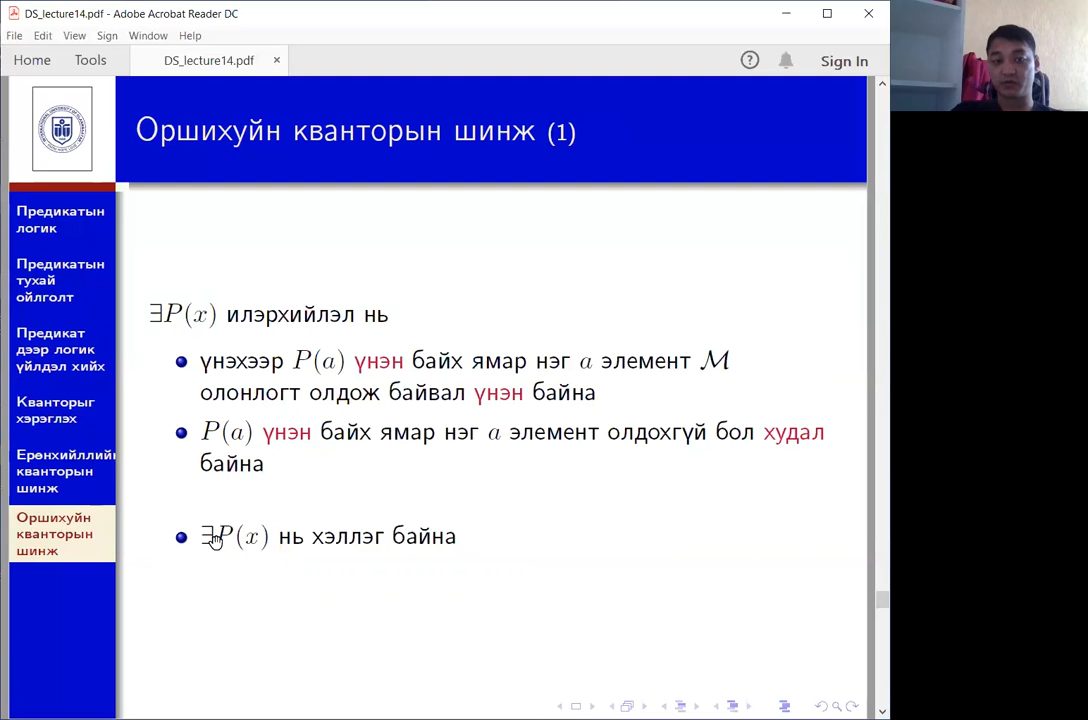 DS_lecture14.pdf - Adobe Acrobat Reader DC
File Edit View Sign Window Help
Home Tools DS_lecture14.pdf × Sign In
Оршихуйн кванторын шинж (1)
Предикатын
логик
Предикатын
тухай
ойлголт
Предикат
дээр логик
үйлдэл хийх
Кванторыг
хэрэглэх
Ерөнхийллийн
кванторын
шинж
Оршихуйн
кванторын
шинж
∃P(x) илэрхийлэл нь
үнэхээр P(a) үнэн байх ямар нэг a элемент ℳ
олонлогт олдож байвал үнэн байна
P(a) үнэн байх ямар нэг a элемент олдохгүй бол худал
байна
∃P(x) нь хэллэг байна